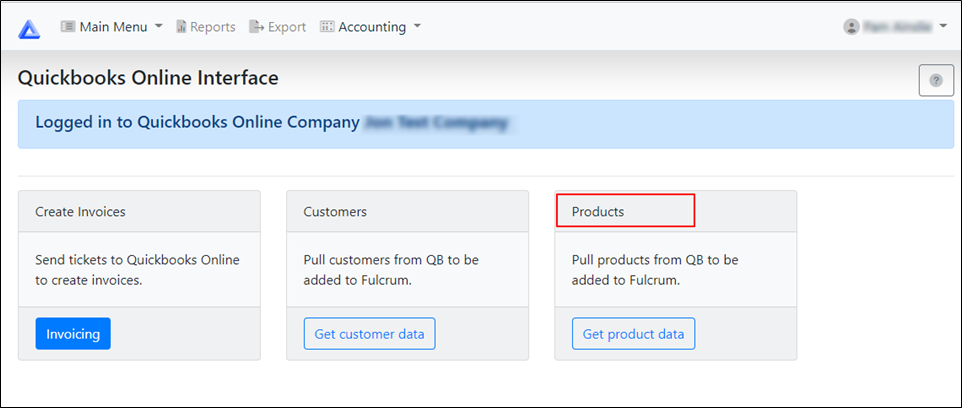 Main Menu Reports Export Accounting
Quickbooks Online Interface
?
Logged in to Quickbooks Online Company
Create Invoices
Send tickets to Quickbooks Online
to create invoices.
Invoicing
Customers
Pull customers from QB to be
added to Fulcrum.
Get customer data
Products
Pull products from QB to be
added to Fulcrum.
Get product data